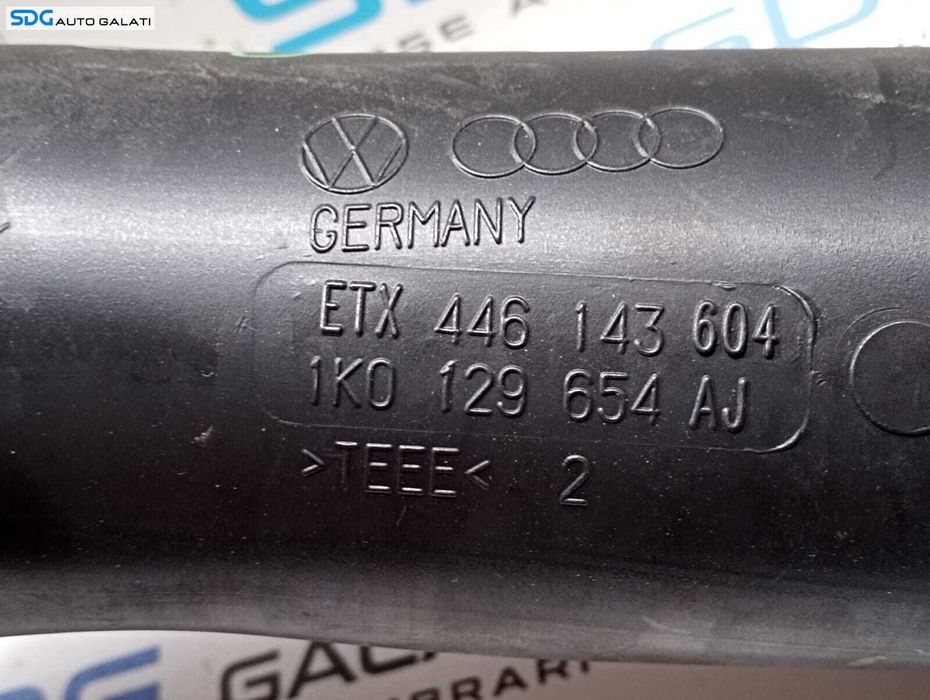 SDG AUTO GALATI
GERMANY
ETX 446 143 604
1K0 129 654 AJ
>TEEE< 2